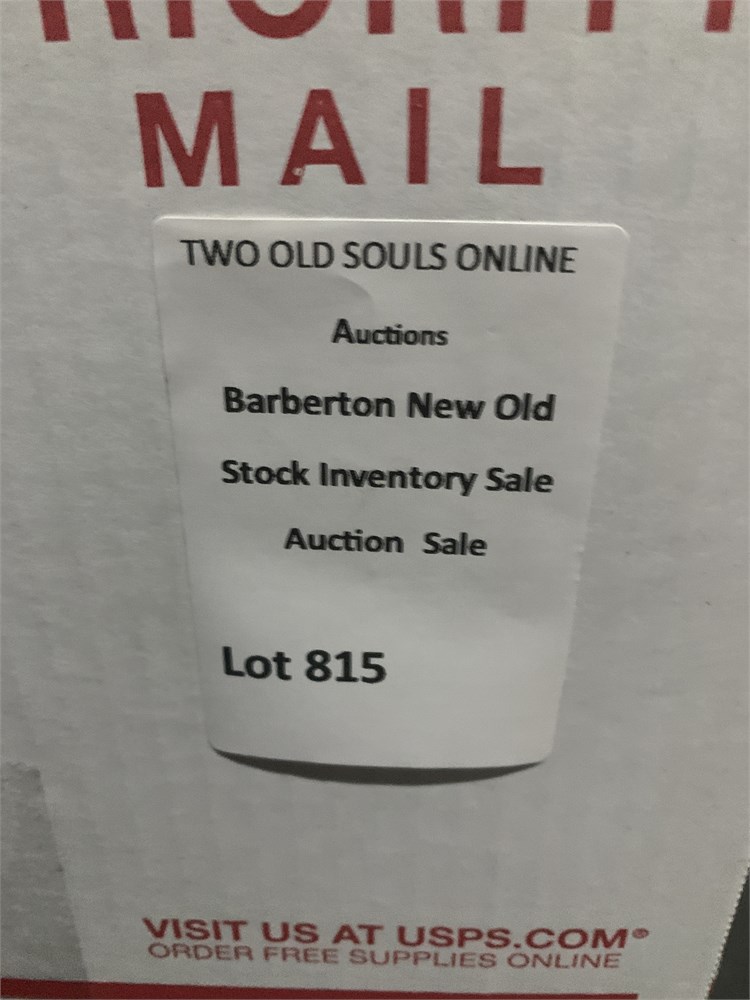 MAIL
TWO OLD SOULS ONLINE
Auctions
Barberton New Old
Stock Inventory Sale
Auction Sale
Lot 815
VISIT US AT USPS.COM®
ORDER FREE SUPPLIES ONLINE